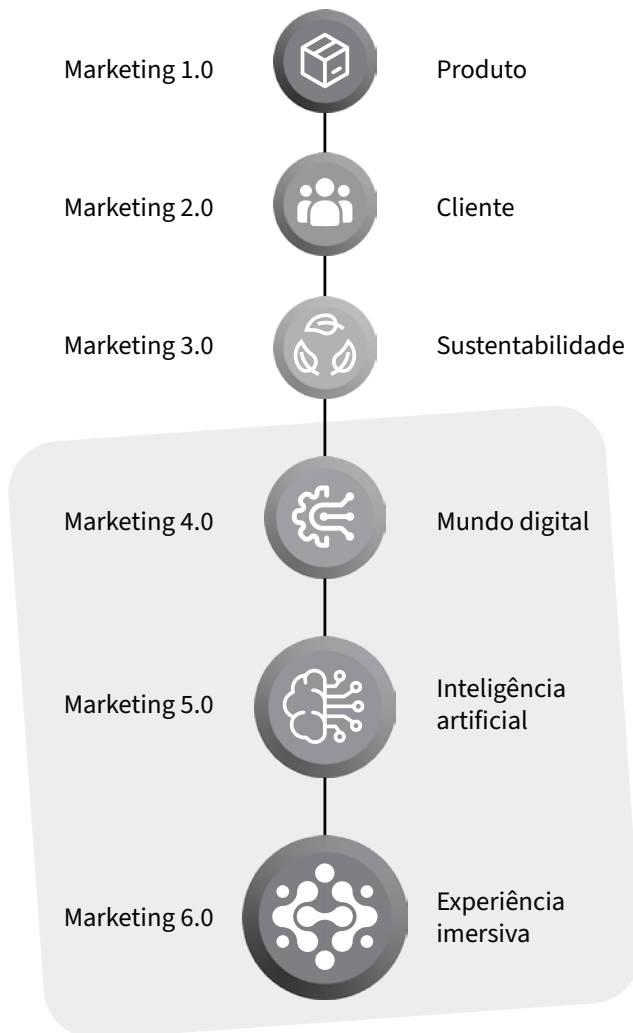 Marketing 1.0
Produto
Marketing 2.0
Cliente
Marketing 3.0
Sustentabilidade
Marketing 4.0
Mundo digital
Marketing 5.0
Inteligência
artificial
Marketing 6.0
Experiência
imersiva